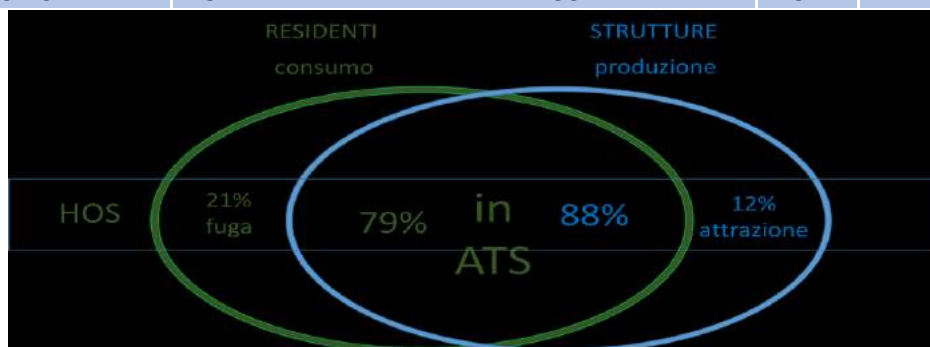 RESIDENTI
consumo
STRUTTURE
produzione
HOS
21%
fuga
79%
in
ATS
88%
12%
attrazione